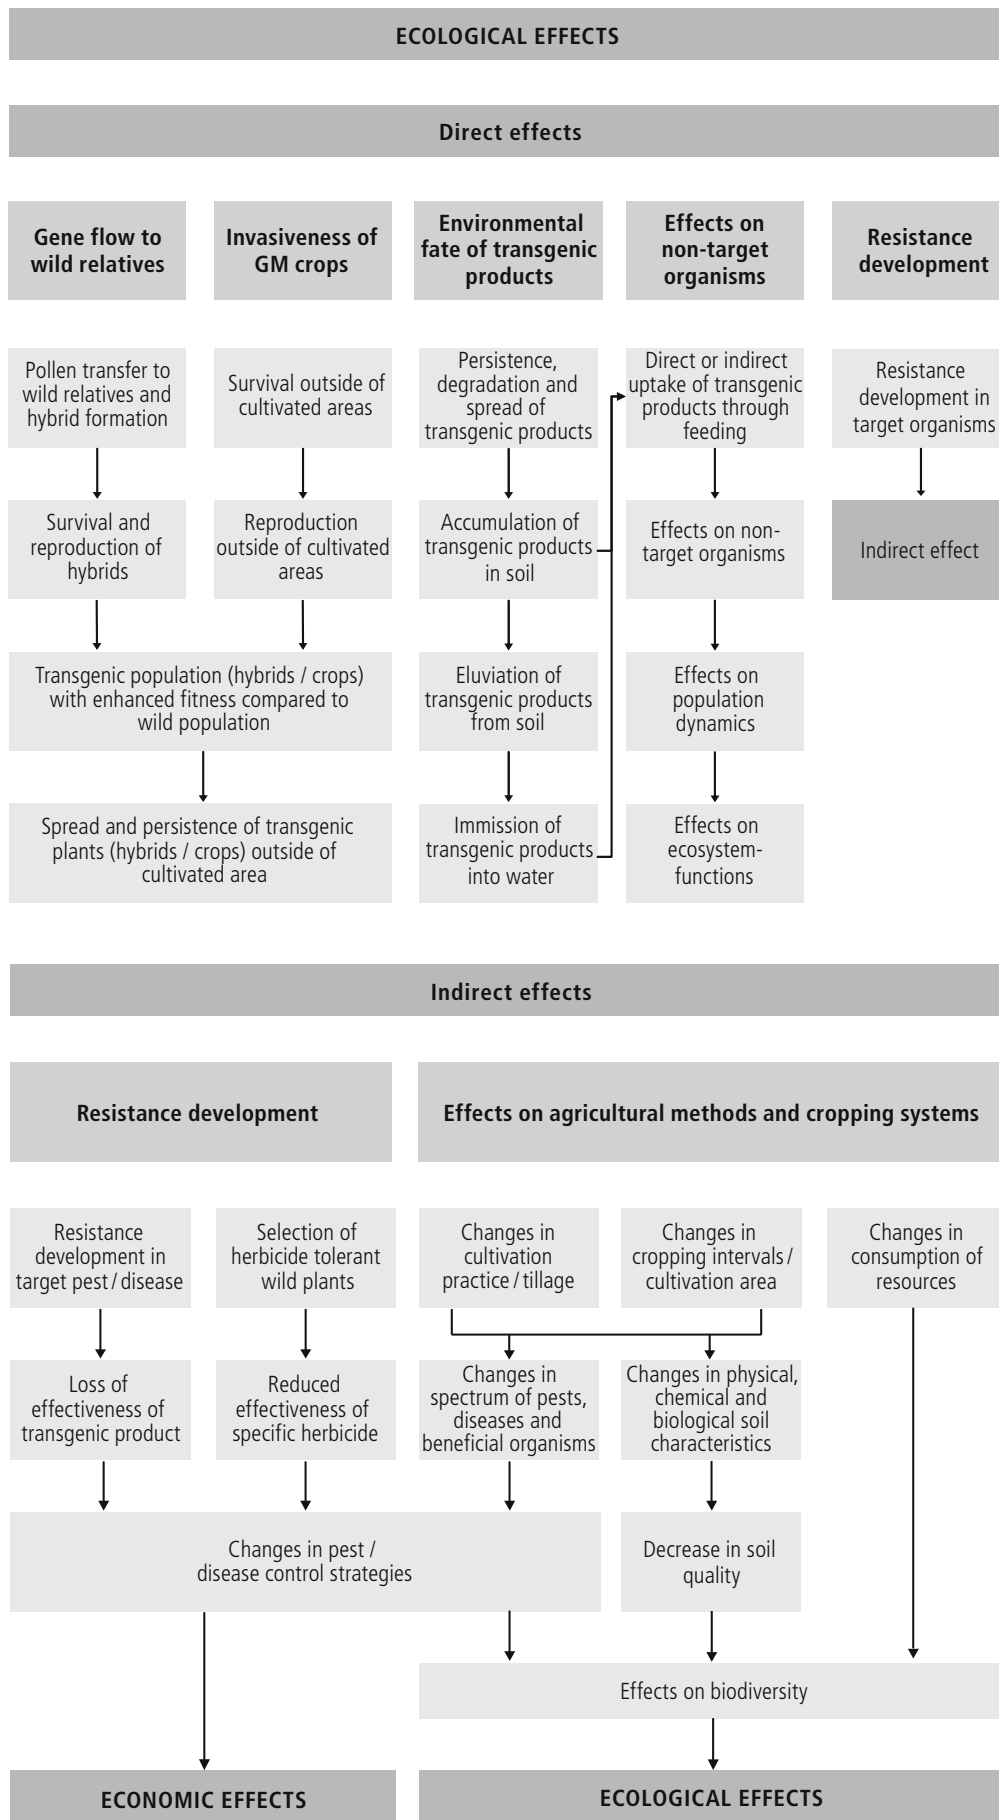 ECOLOGICAL EFFECTS
Direct effects
Gene flow to
wild relatives
Invasiveness of
GM crops
Environmental
fate of transgenic
products
Effects on
non-target
organisms
Resistance
development
Pollen transfer to
wild relatives and
hybrid formation
Survival outside of
cultivated areas
Persistence,
degradation and
spread of
transgenic products
Direct or indirect
uptake of transgenic
products through
feeding
Resistance
development in
target organisms
Survival and
reproduction of
hybrids
Reproduction
outside of cultivated
areas
Accumulation of
transgenic products
in soil
Effects on non-
target organisms
Indirect effect
Transgenic population (hybrids / crops)
with enhanced fitness compared to
wild population
Eluviation of
transgenic products
from soil
Effects on
population
dynamics
Spread and persistence of transgenic
plants (hybrids / crops) outside of
cultivated area
Immission of
transgenic products
into water
Effects on
ecosystem-
functions
Indirect effects
Resistance development
Effects on agricultural methods and cropping systems
Resistance
development in
target pest / disease
Selection of
herbicide tolerant
wild plants
Changes in
cultivation
practice / tillage
Changes in
cropping intervals /
cultivation area
Changes in
consumption of
resources
Loss of
effectiveness of
transgenic product
Reduced
effectiveness of
specific herbicide
Changes in
spectrum of pests,
diseases and
beneficial organisms
Changes in physical,
chemical and
biological soil
characteristics
Changes in pest /
disease control strategies
Decrease in soil
quality
Effects on biodiversity
ECONOMIC EFFECTS
ECOLOGICAL EFFECTS